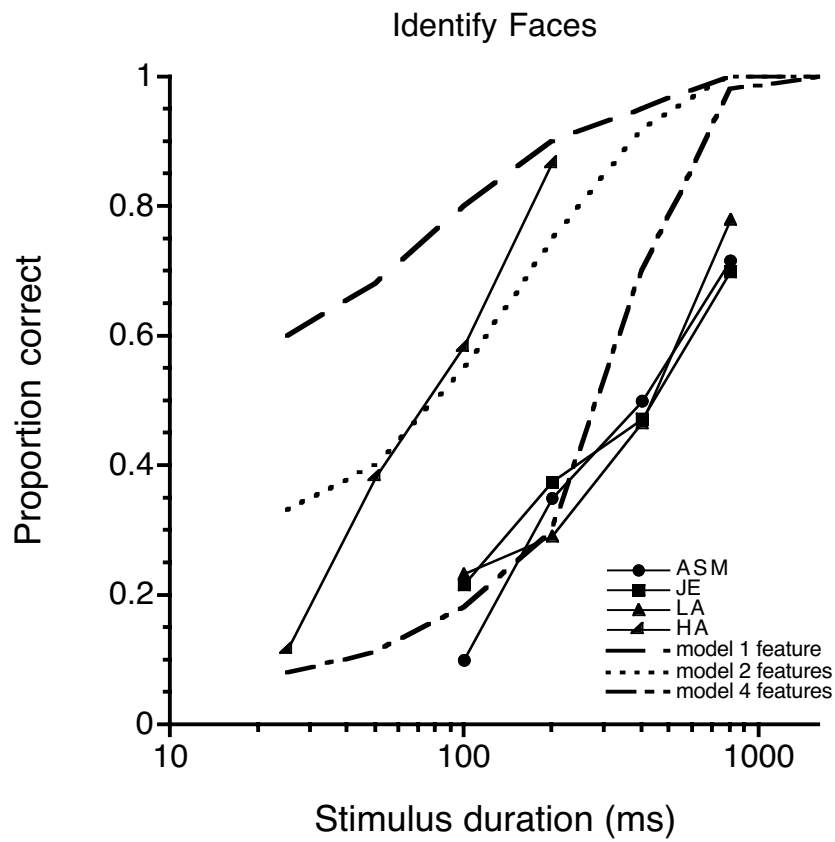 Identify Faces
1
0.8
0.6
0.4
0.2
0
Proportion correct
ASM
JE
LA
HA
model 1 feature
model 2 features
model 4 features
10 100 1000
Stimulus duration (ms)